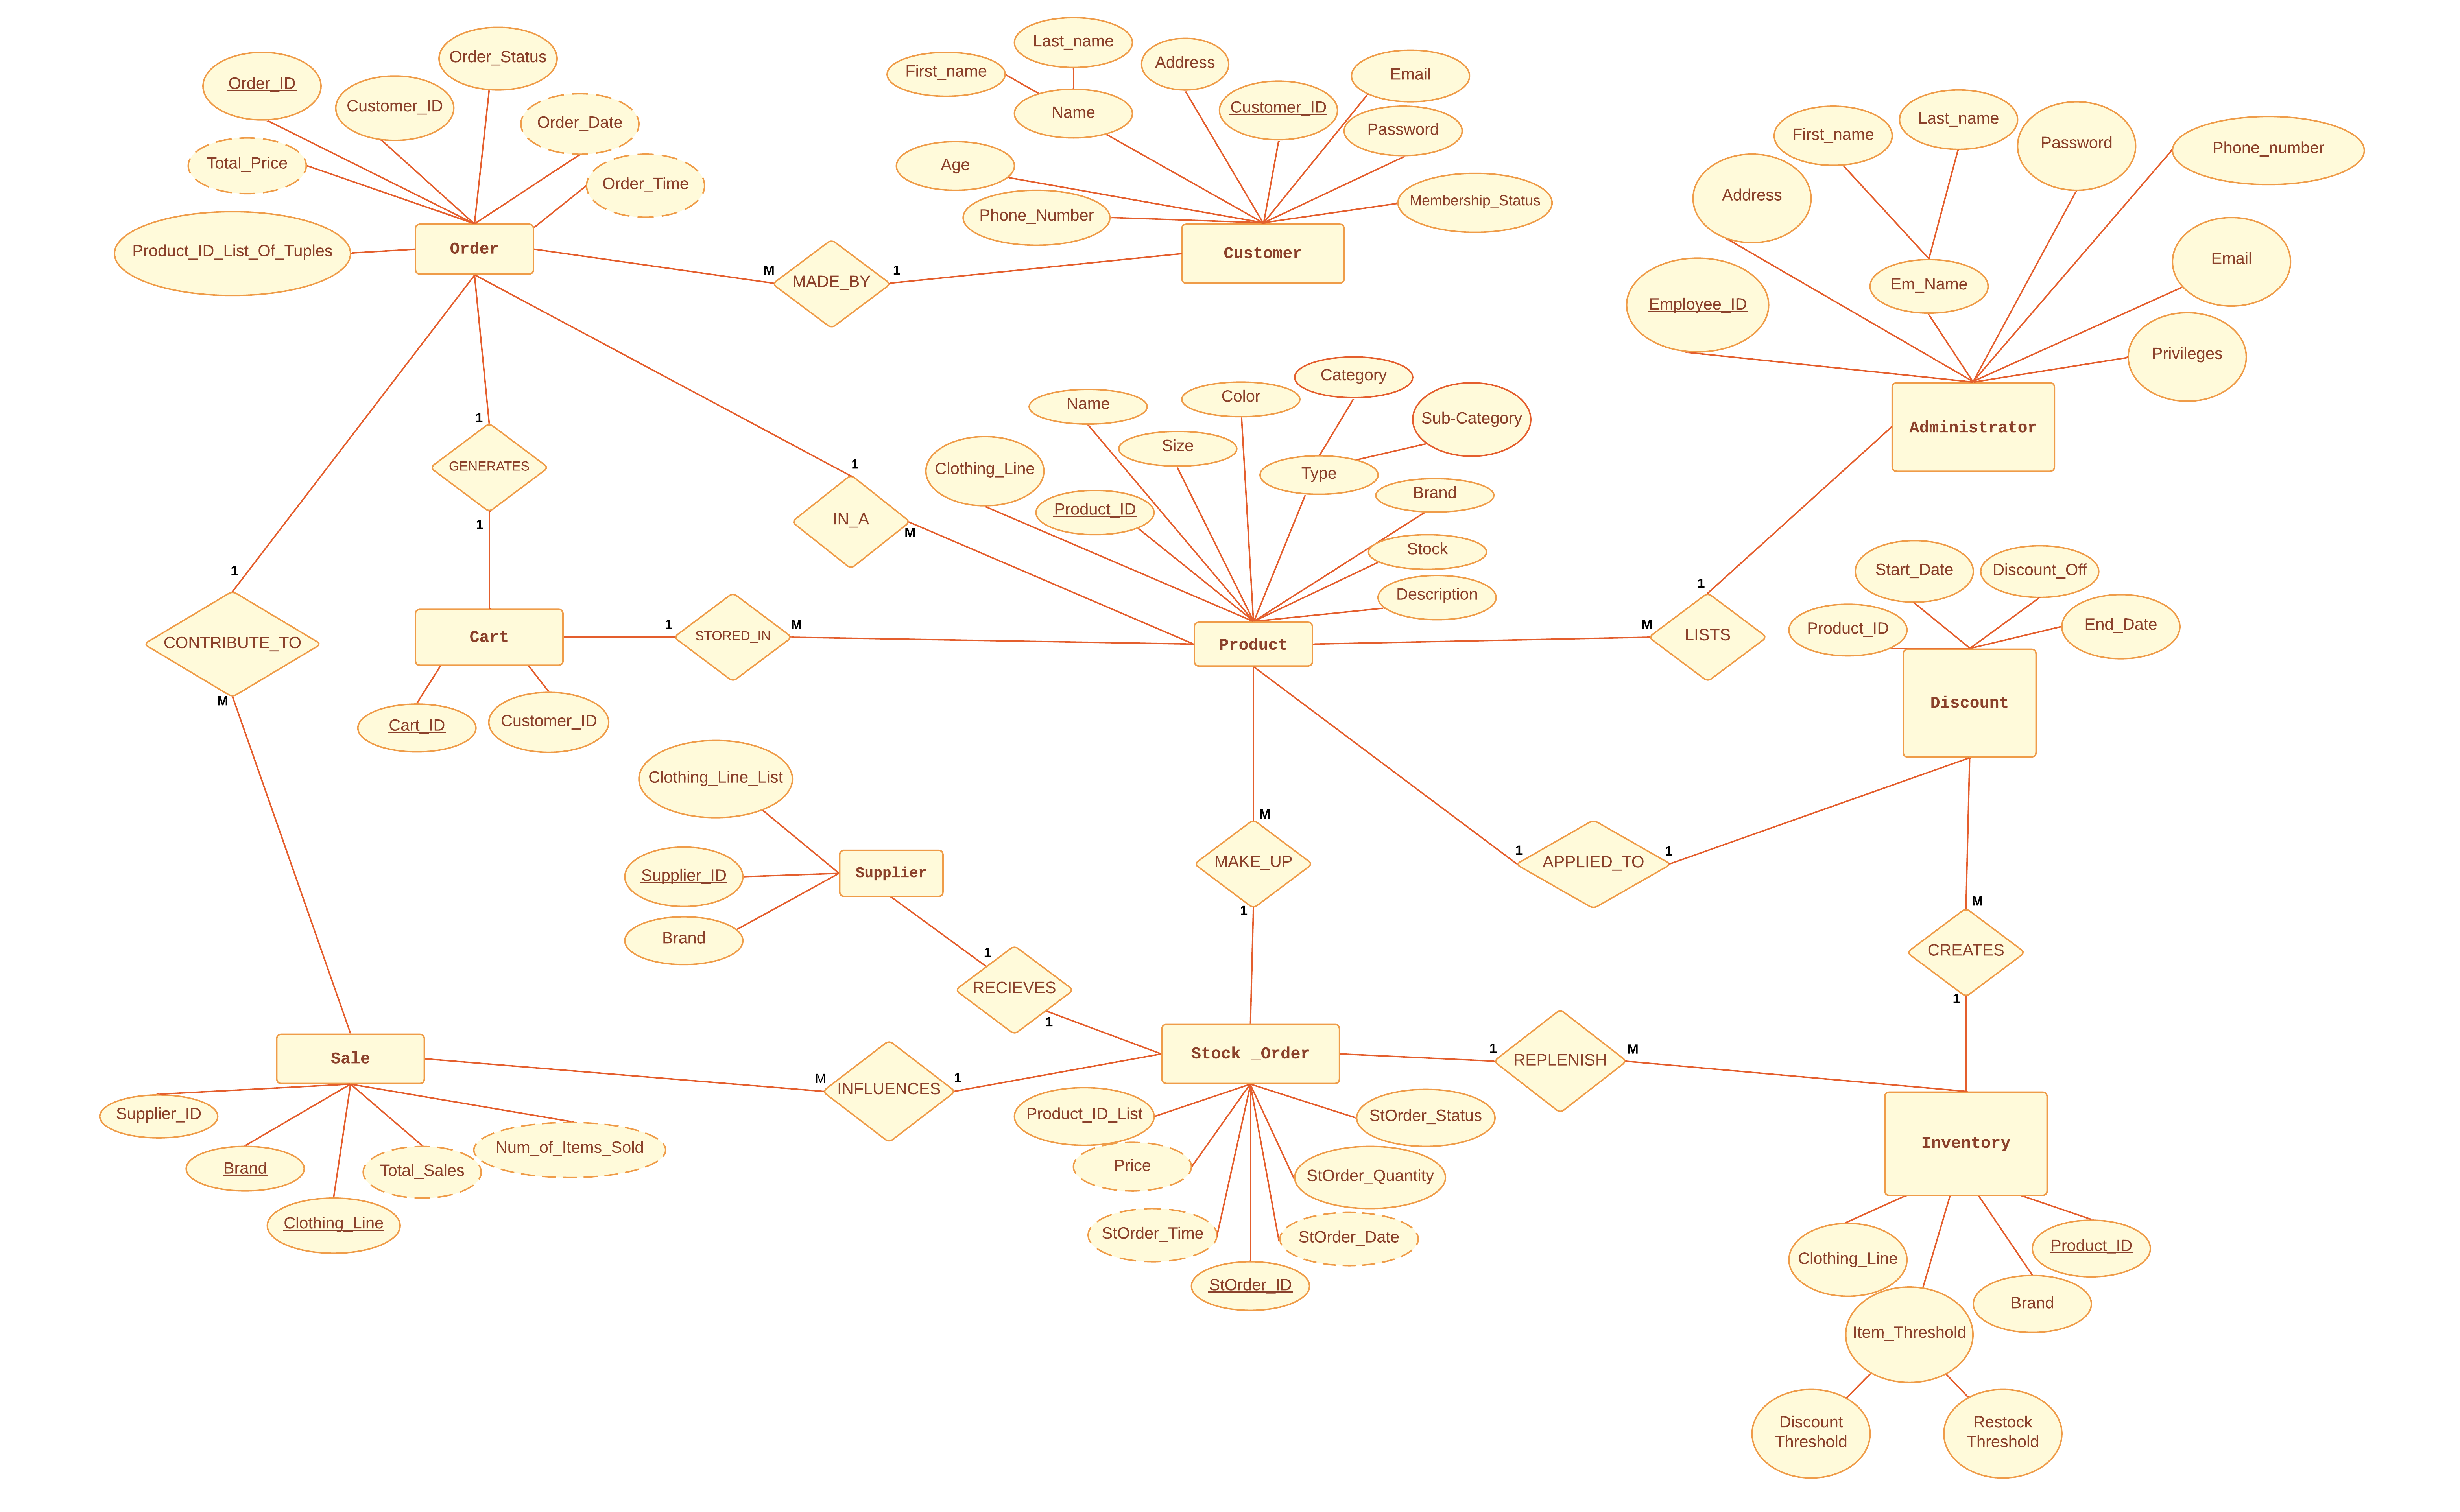 Last_name
Order_Status
Address
Email
First_name
Order_ID
Customer_ID
Customer_ID
Name
Last_name
Order_Date
Password
First_name
Password
Phone_number
Total_Price
Age
Order_Time
Address
Membership_Status
Phone_Number
Product_ID_List_Of_Tuples
Order
Customer
Email
M
1
MADE_BY
Em_Name
Employee_ID
Privileges
Category
Color
Name
Sub-Category
1
Administrator
Size
GENERATES
1
Clothing_Line
Type
Brand
Product_ID
IN_A
1
M
Stock
1
Start_Date
Discount_Off
1
Description
1
M
M
End_Date
Product_ID
CONTRIBUTE_TO
Cart
STORED_IN
Product
LISTS
M
Discount
Cart_ID
Customer_ID
Clothing_Line_List
M
1
1
MAKE_UP
APPLIED_TO
Supplier_ID
Supplier
M
1
Brand
1
CREATES
RECIEVES
1
1
1
M
Sale
Stock _Order
REPLENISH
M
1
INFLUENCES
Supplier_ID
Product_ID_List
StOrder_Status
Inventory
Num_of_Items_Sold
Brand
Total_Sales
Price
StOrder_Quantity
Clothing_Line
StOrder_Time
StOrder_Date
Product_ID
Clothing_Line
StOrder_ID
Brand
Item_Threshold
Discount
Threshold
Restock
Threshold